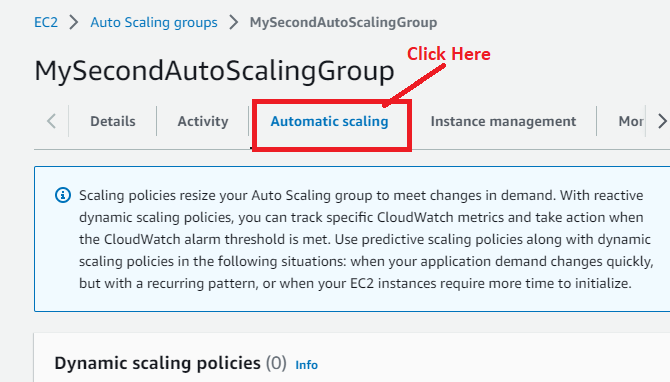 EC2 > Auto Scaling groups > MySecondAutoScalingGroup
Click Here
MySecondAutoScalingGroup
< Details Activity Automatic scaling Instance management Mor >
Scaling policies resize your Auto Scaling group to meet changes in demand. With reactive
dynamic scaling policies, you can track specific CloudWatch metrics and take action when
the CloudWatch alarm threshold is met. Use predictive scaling policies along with dynamic
scaling policies in the following situations: when your application demand changes quickly,
but with a recurring pattern, or when your EC2 instances require more time to initialize.
Dynamic scaling policies (0) Info